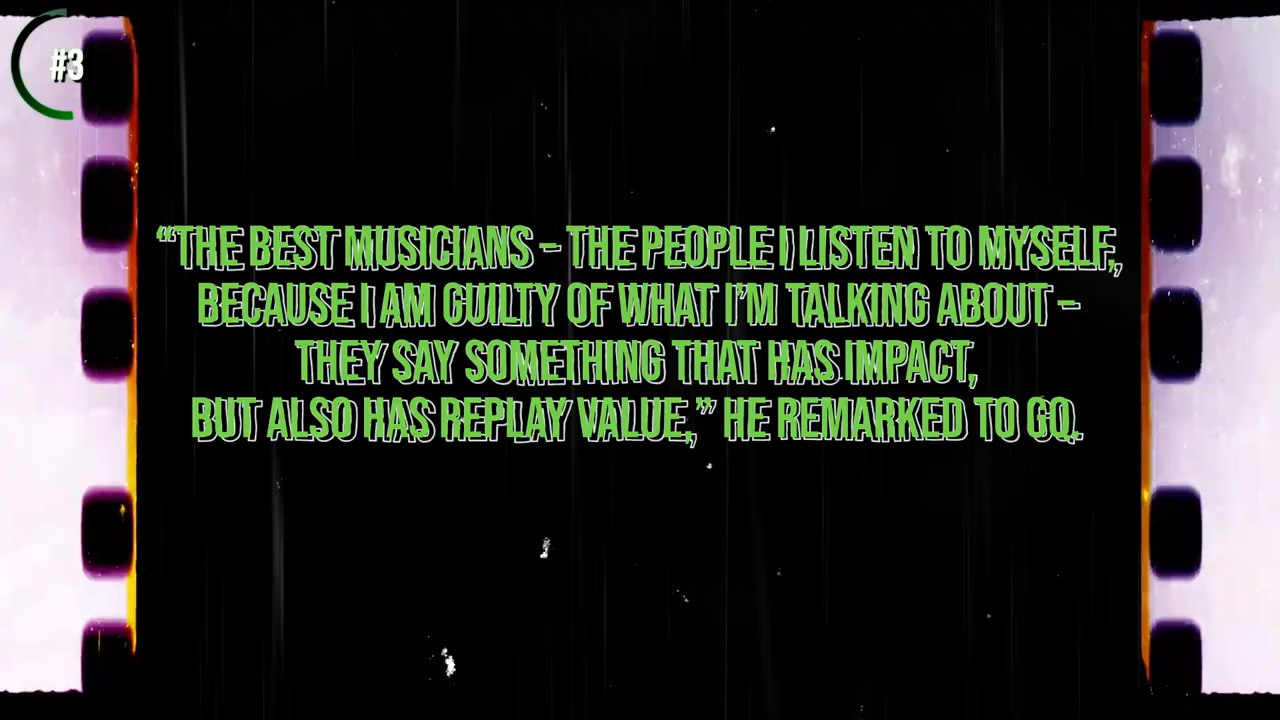 #3
“THE BEST MUSICIANS – THE PEOPLE I LISTEN TO MYSELF,
BECAUSE I AM GUILTY OF WHAT I’M TALKING ABOUT –
THEY SAY SOMETHING THAT HAS IMPACT,
BUT ALSO HAS REPLAY VALUE,” HE REMARKED TO GQ.